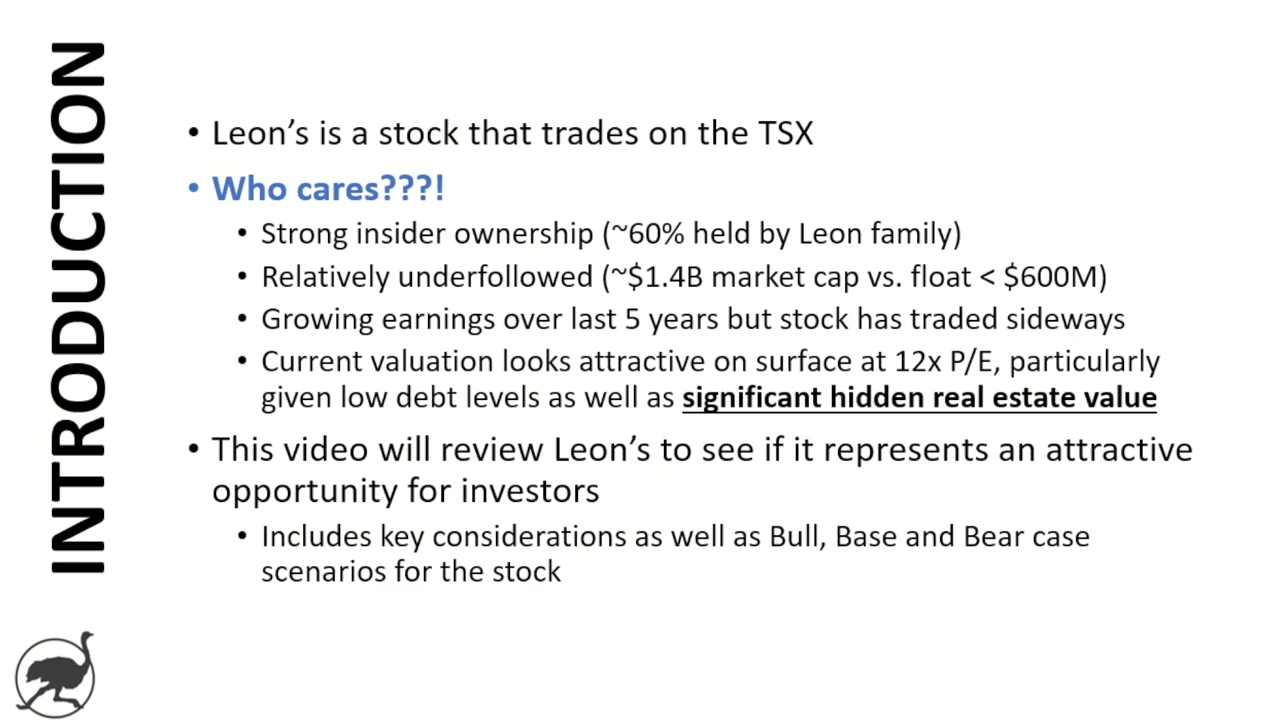 INTRODUCTION
• Leon's is a stock that trades on the TSX
• Who cares???!
• Strong insider ownership (~60% held by Leon family)
• Relatively underfollowed (~$1.4B market cap vs. float < $600M)
• Growing earnings over last 5 years but stock has traded sideways
• Current valuation looks attractive on surface at 12x P/E, particularly
given low debt levels as well as significant hidden real estate value
• This video will review Leon's to see if it represents an attractive
opportunity for investors
• Includes key considerations as well as Bull, Base and Bear case
scenarios for the stock